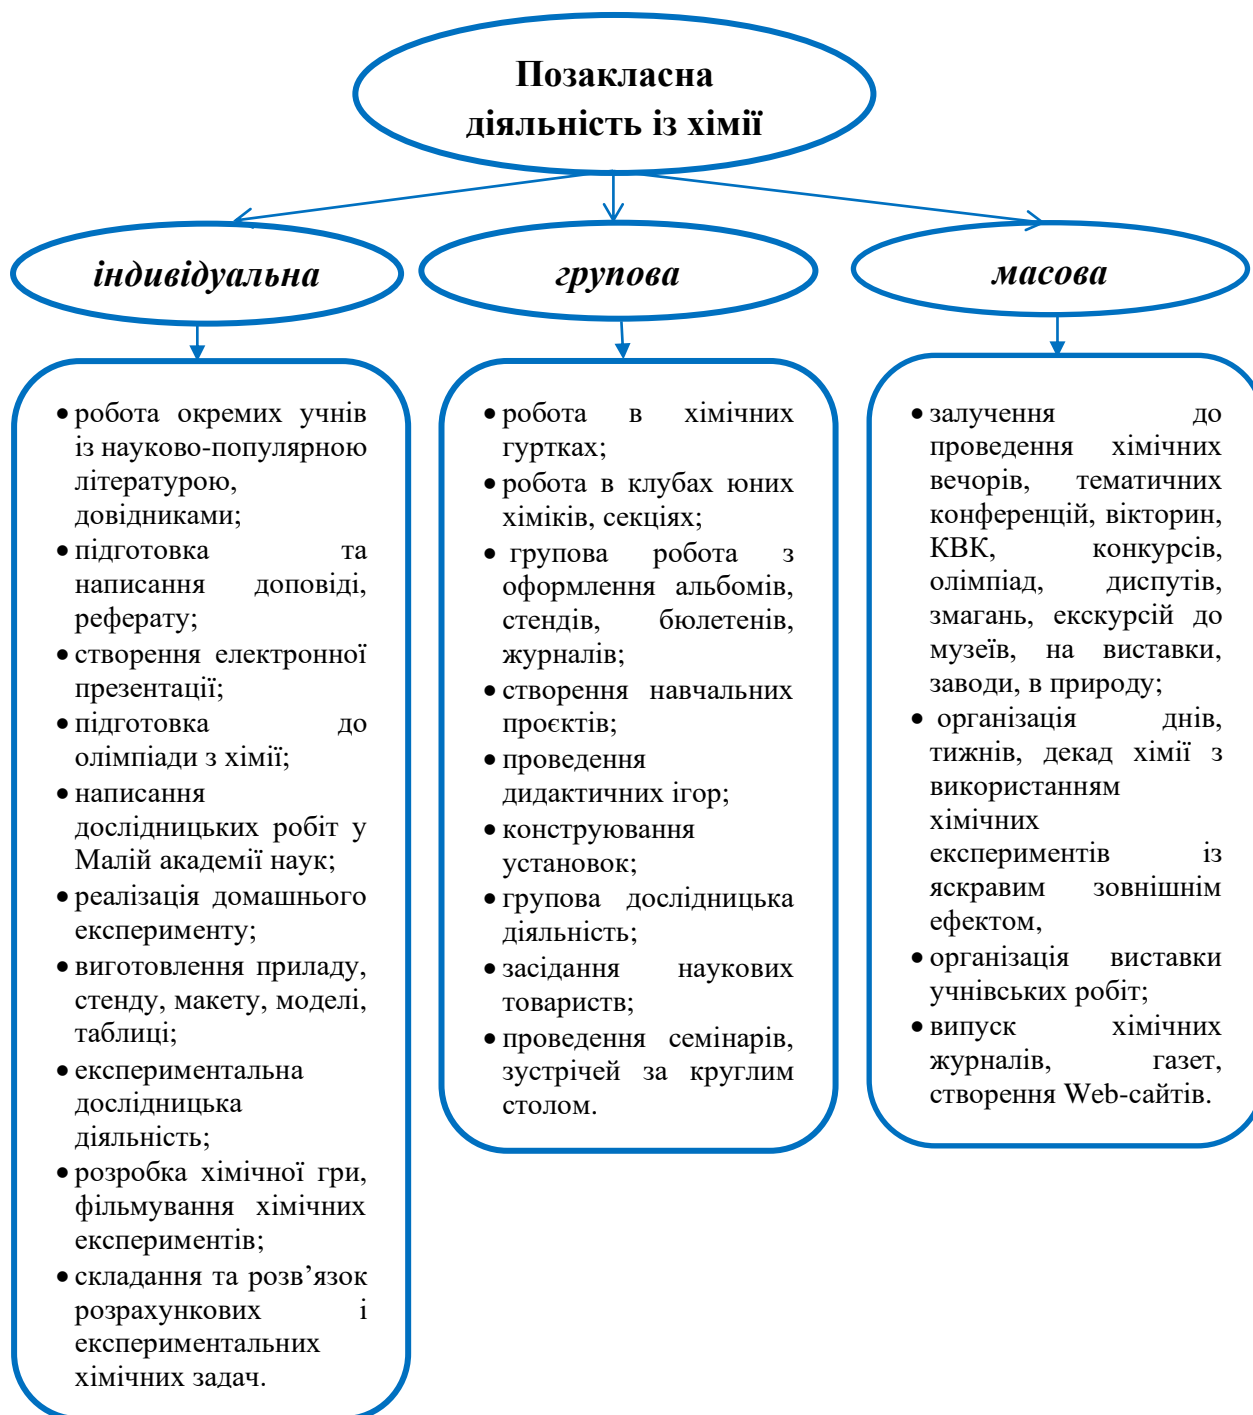 Позакласна
діяльність із хімії
індивідуальна
групова
масова
• робота окремих учнів
із науково-популярною
літературою,
довідниками;
• підготовка та
написання доповіді,
реферату;
• створення електронної
презентації;
• підготовка до
олімпіади з хімії;
• написання
дослідницьких робіт у
Малій академії наук;
• реалізація домашнього
експерименту;
• виготовлення приладу,
стенду, макету, моделі,
таблиці;
• експериментальна
дослідницька
діяльність;
• розробка хімічної гри,
фільмування хімічних
експериментів;
• складання та розв’язок
розрахункових і
експериментальних
хімічних задач.
• робота в хімічних
гуртках;
• робота в клубах юних
хіміків, секціях;
• групова робота з
оформлення альбомів,
стендів, бюлетенів,
журналів;
• створення навчальних
проєктів;
• проведення
дидактичних ігор;
• конструювання
установок;
• групова дослідницька
діяльність;
• засідання наукових
товариств;
• проведення семінарів,
зустрічей за круглим
столом.
• залучення до
проведення хімічних
вечорів, тематичних
конференцій, вікторин,
КВК, конкурсів,
олімпіад, диспутів,
змагань, екскурсій до
музеїв, на виставки,
заводи, в природу;
• організація днів,
тижнів, декад хімії з
використанням
хімічних
експериментів із
яскравим зовнішнім
ефектом,
• організація виставки
учнівських робіт;
• випуск хімічних
журналів, газет,
створення Web-сайтів.